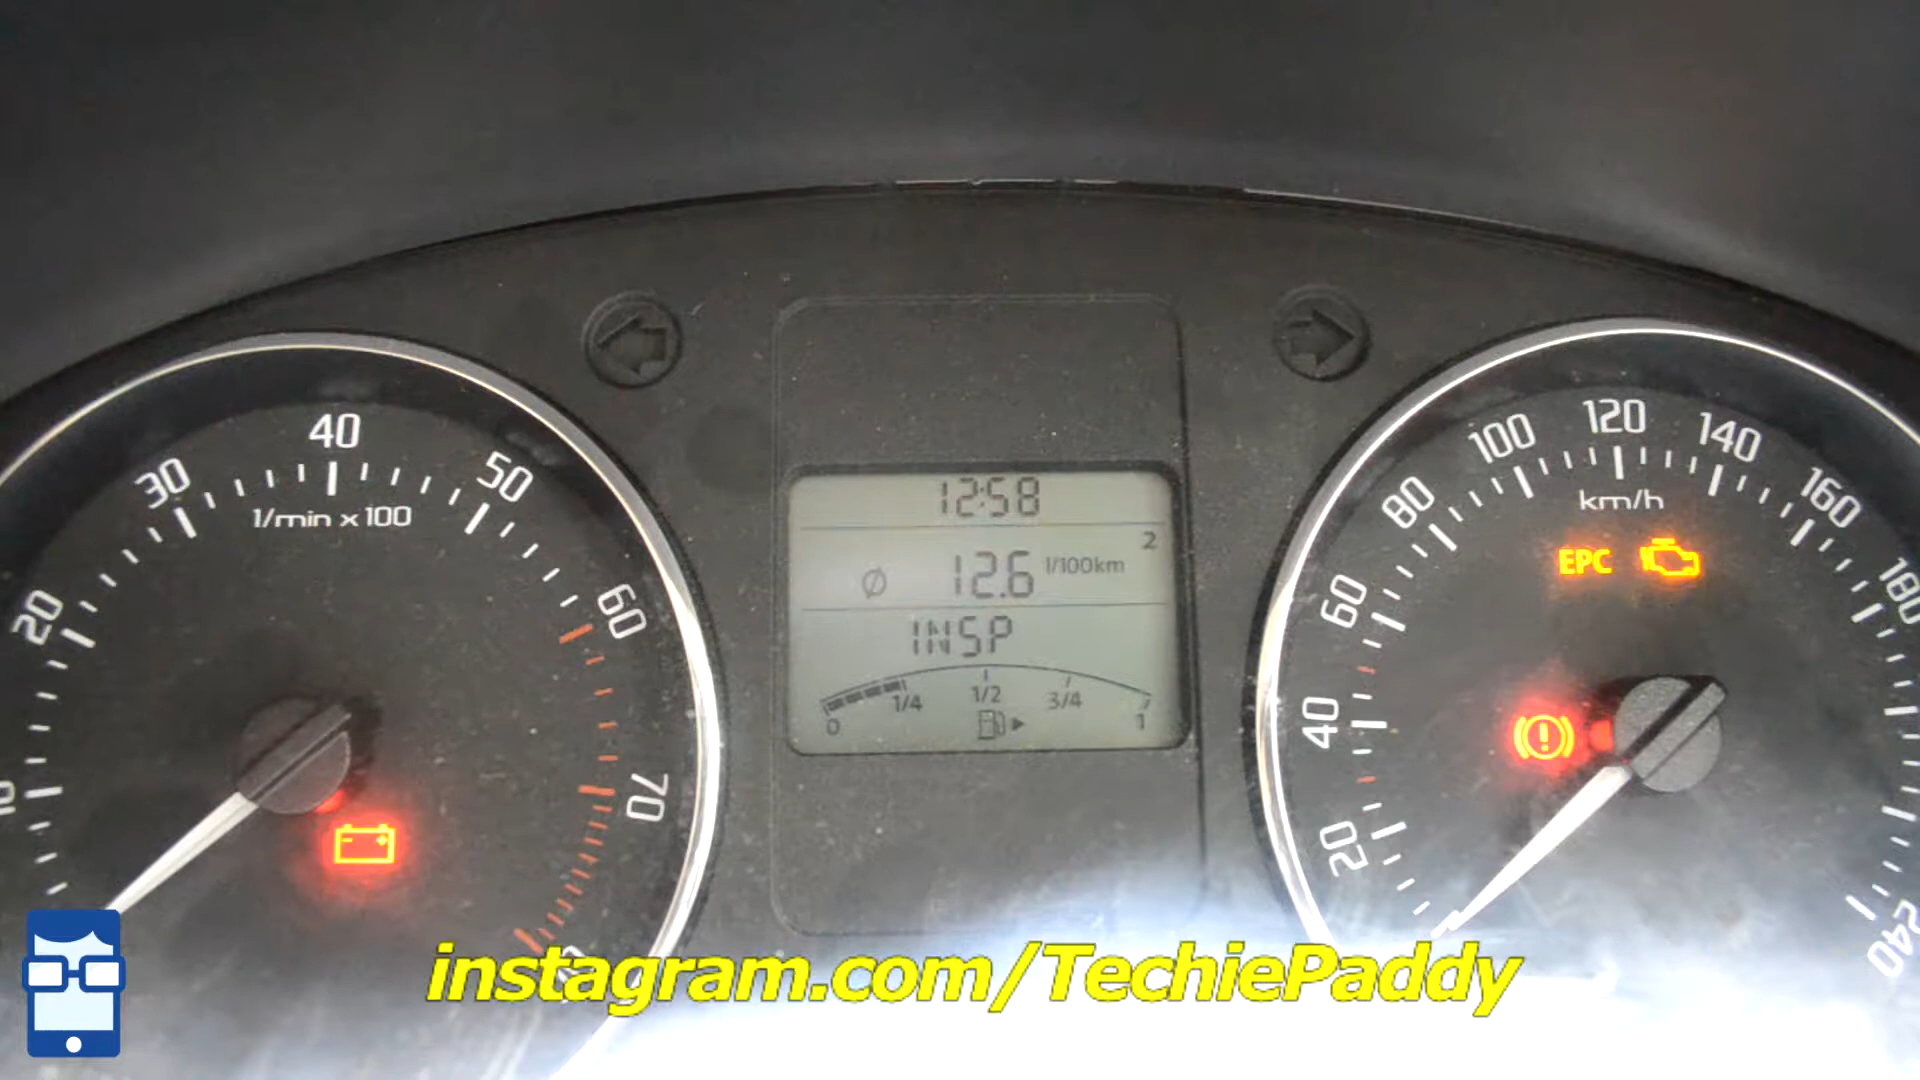 40
30
50
1/min x 100
20
60
70
12:58
2
Ø 12.6 l/100km
INSP
0 1/4 1/2 3/4 1
120
100
140
80
160
km/h
EPC
60
180
40
20
240
instagram.com/TechiePaddy